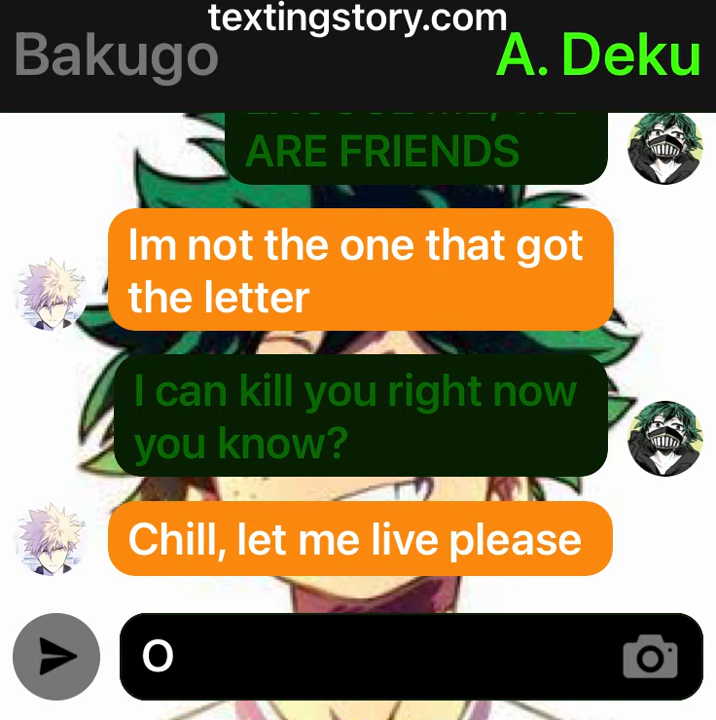 textingstory.com
Bakugo
A. Deku
ARE FRIENDS
Im not the one that got
the letter
I can kill you right now
you know?
Chill, let me live please
O